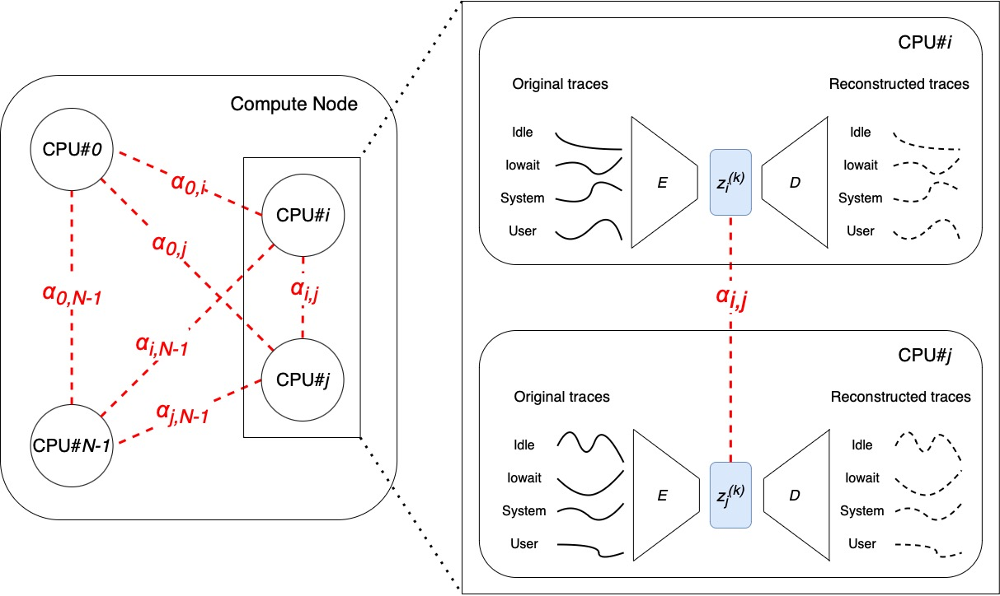 Compute Node
CPU#0
α0,i
CPU#i
α0,j
α0,N-1
αi,j
αi,N-1
CPU#j
αj,N-1
CPU#N-1
CPU#i
Original traces
Reconstructed traces
Idle
Iowait
System
User
E
zi(k)
D
Idle
Iowait
System
User
αi,j
CPU#j
Original traces
Reconstructed traces
Idle
Iowait
System
User
E
zj(k)
D
Idle
Iowait
System
User